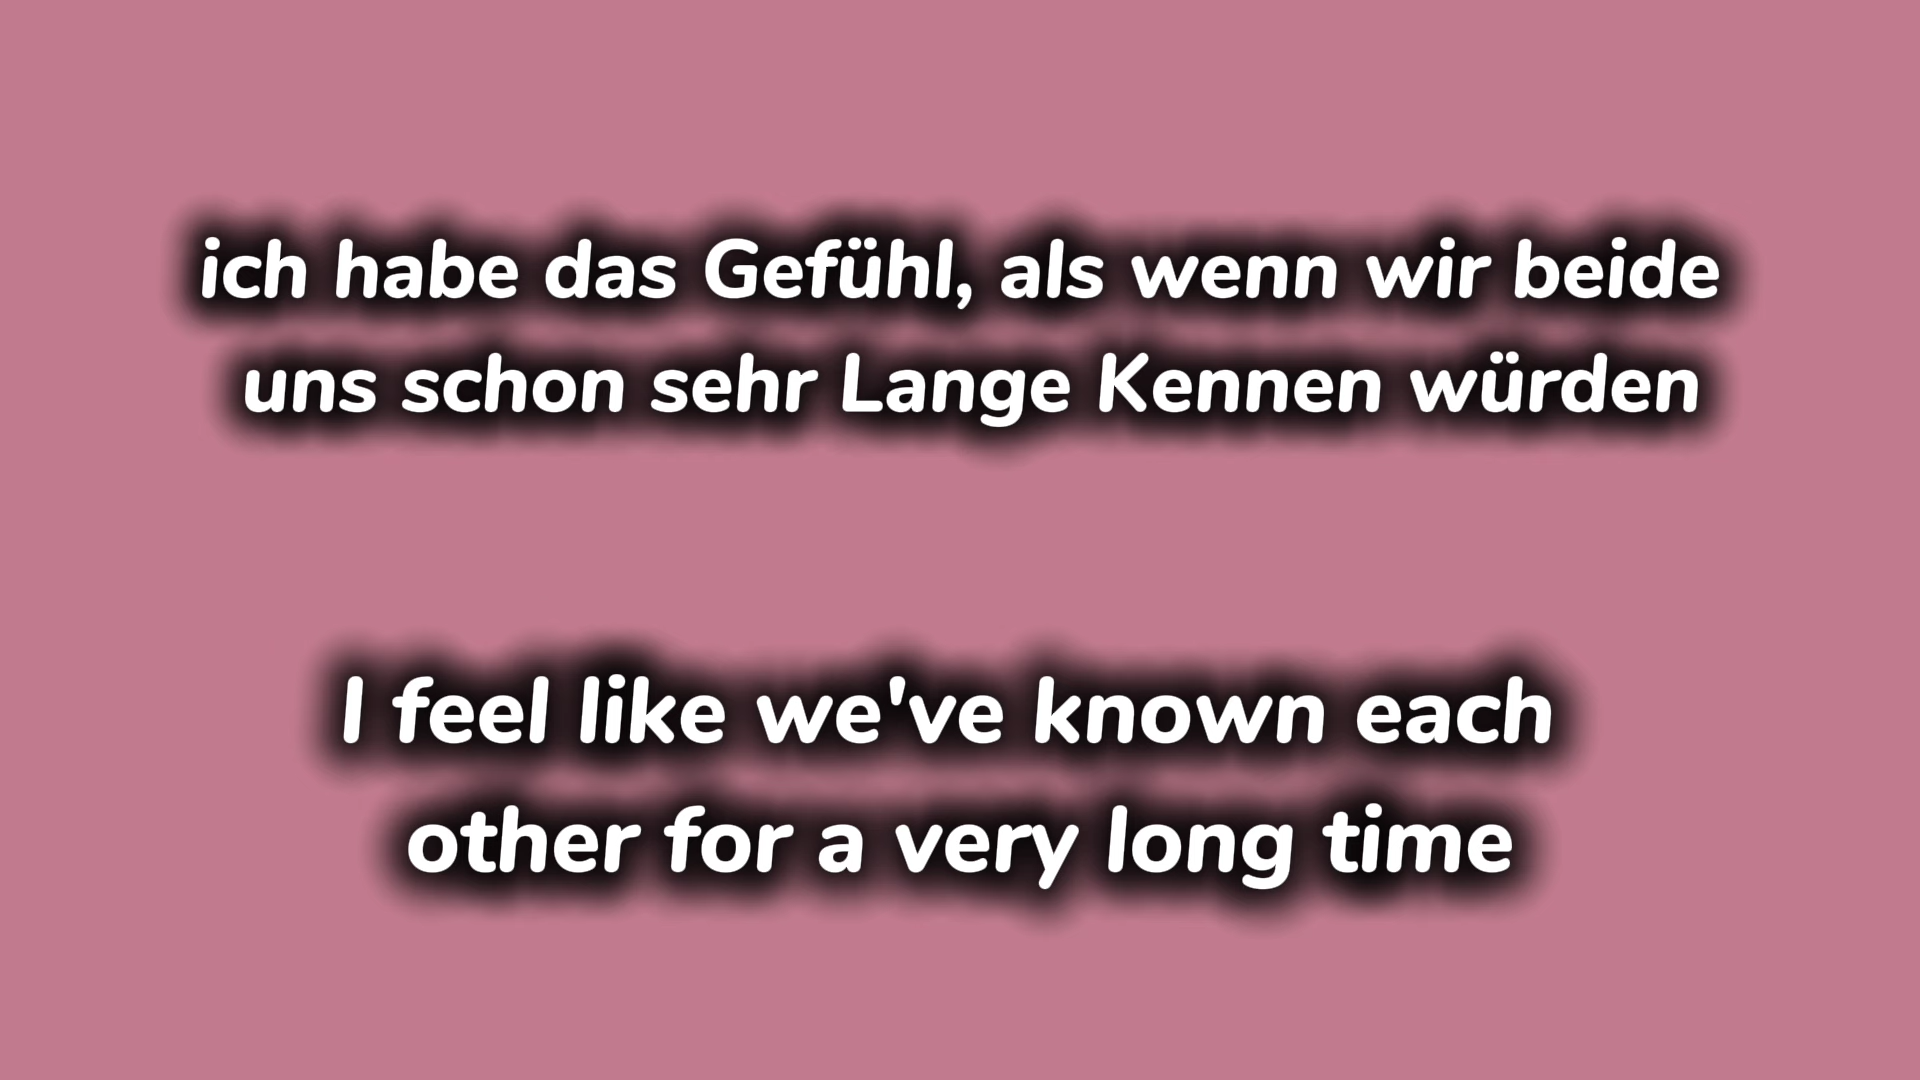 ich habe das Gefühl, als wenn wir beide
uns schon sehr Lange Kennen würden
I feel like we've known each
other for a very long time